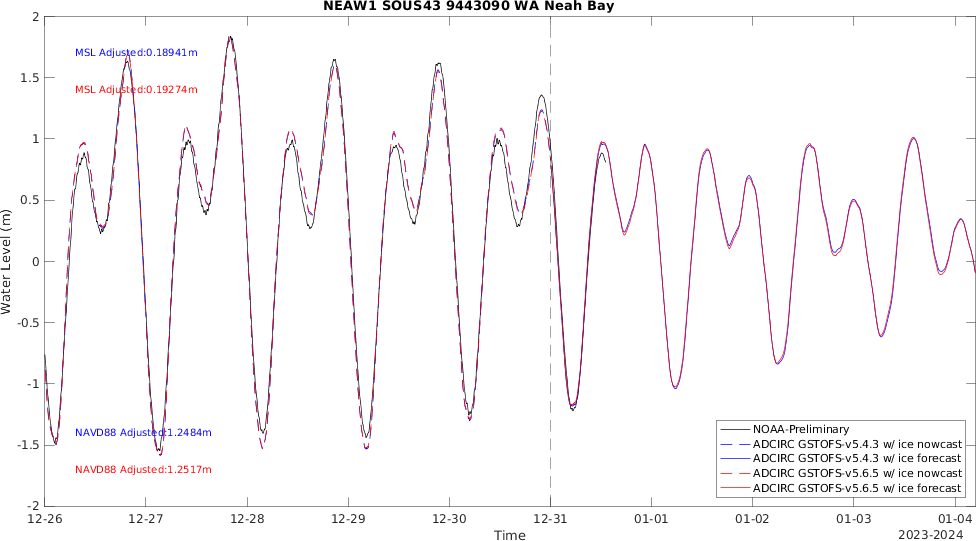 NEAW1 SOUS43 9443090 WA Neah Bay
2
1.5
1
0.5
0
-0.5
-1
-1.5
-2
Water Level (m)
MSL Adjusted:0.18941m
MSL Adjusted:0.19274m
NAVD88 Adjusted:1.2484m
NAVD88 Adjusted:1.2517m
NOAA-Preliminary
ADCIRC GSTOFS-v5.4.3 w/ ice nowcast
ADCIRC GSTOFS-v5.4.3 w/ ice forecast
ADCIRC GSTOFS-v5.6.5 w/ ice nowcast
ADCIRC GSTOFS-v5.6.5 w/ ice forecast
12-26 12-27 12-28 12-29 12-30 12-31 01-01 01-02 01-03 01-04
Time
2023-2024